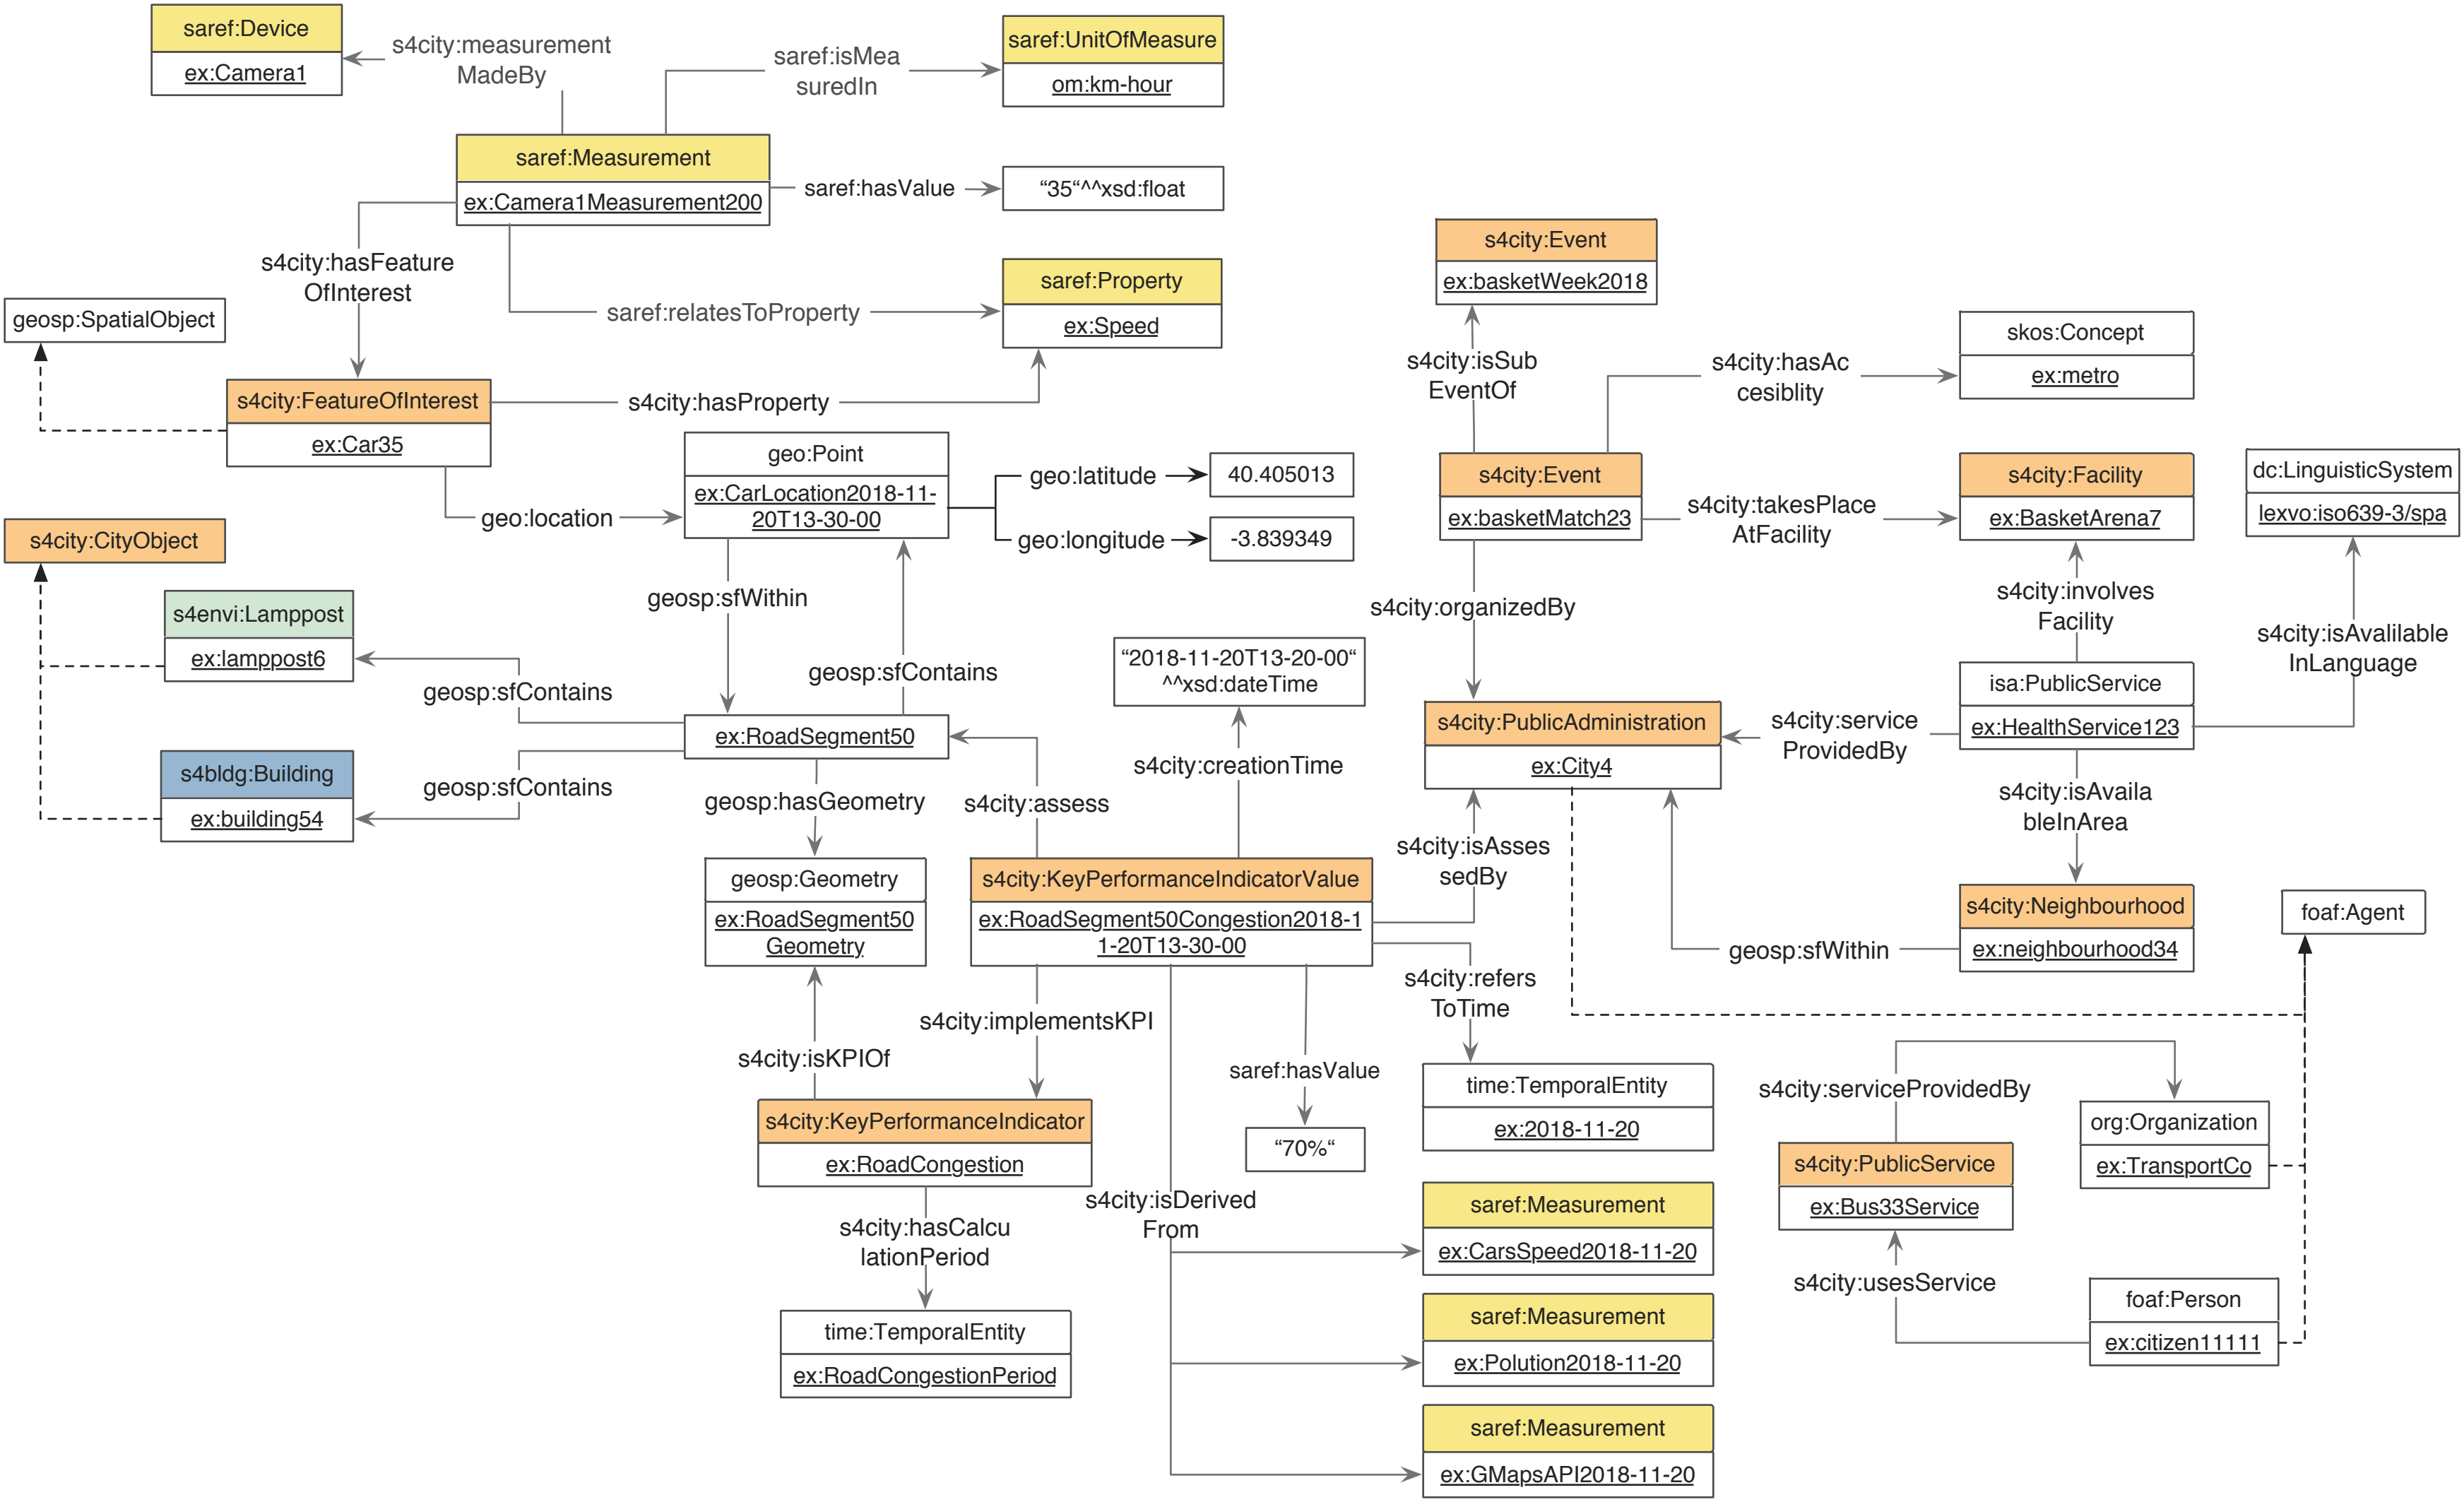 saref:Device
ex:Camera1
s4city:measurement
MadeBy
saref:isMea
suredIn
saref:UnitOfMeasure
om:km-hour
saref:Measurement
ex:Camera1Measurement200
saref:hasValue
“35“^^xsd:float
s4city:hasFeature
OfInterest
saref:relatesToProperty
saref:Property
ex:Speed
geosp:SpatialObject
s4city:FeatureOfInterest
ex:Car35
s4city:hasProperty
geo:location
geo:Point
ex:CarLocation2018-11-
20T13-30-00
geo:latitude
40.405013
geo:longitude
-3.839349
s4city:CityObject
s4envi:Lamppost
ex:lamppost6
s4bldg:Building
ex:building54
geosp:sfContains
geosp:sfContains
geosp:sfWithin
geosp:sfContains
ex:RoadSegment50
geosp:hasGeometry
geosp:Geometry
ex:RoadSegment50
Geometry
s4city:assess
“2018-11-20T13-20-00“
^^xsd:dateTime
s4city:creationTime
s4city:KeyPerformanceIndicatorValue
ex:RoadSegment50Congestion2018-1
1-20T13-30-00
s4city:isAsses
sedBy
s4city:refers
ToTime
s4city:implementsKPI
s4city:isKPIOf
s4city:KeyPerformanceIndicator
ex:RoadCongestion
s4city:hasCalcu
lationPeriod
time:TemporalEntity
ex:RoadCongestionPeriod
s4city:isDerived
From
saref:hasValue
“70%“
time:TemporalEntity
ex:2018-11-20
saref:Measurement
ex:CarsSpeed2018-11-20
saref:Measurement
ex:Polution2018-11-20
saref:Measurement
ex:GMapsAPI2018-11-20
s4city:Event
ex:basketWeek2018
s4city:isSub
EventOf
s4city:hasAc
cesiblity
skos:Concept
ex:metro
s4city:Event
ex:basketMatch23
s4city:takesPlace
AtFacility
s4city:Facility
ex:BasketArena7
dc:LinguisticSystem
lexvo:iso639-3/spa
s4city:organizedBy
s4city:involves
Facility
s4city:isAvalilable
InLanguage
isa:PublicService
ex:HealthService123
s4city:PublicAdministration
ex:City4
s4city:service
ProvidedBy
s4city:isAvaila
bleInArea
s4city:Neighbourhood
ex:neighbourhood34
geosp:sfWithin
foaf:Agent
s4city:serviceProvidedBy
org:Organization
ex:TransportCo
s4city:PublicService
ex:Bus33Service
s4city:usesService
foaf:Person
ex:citizen11111